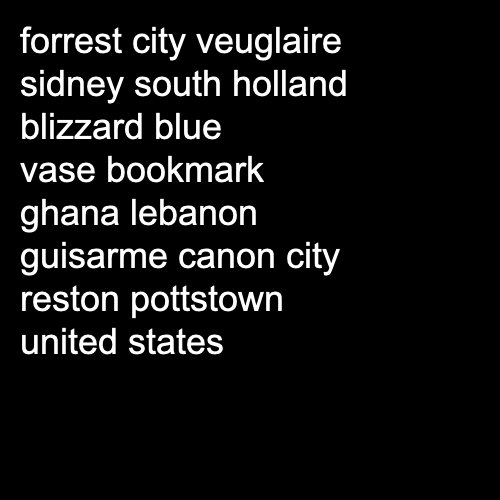 forrest city veuglaire
sidney south holland
blizzard blue
vase bookmark
ghana lebanon
guisarme canon city
reston pottstown
united states